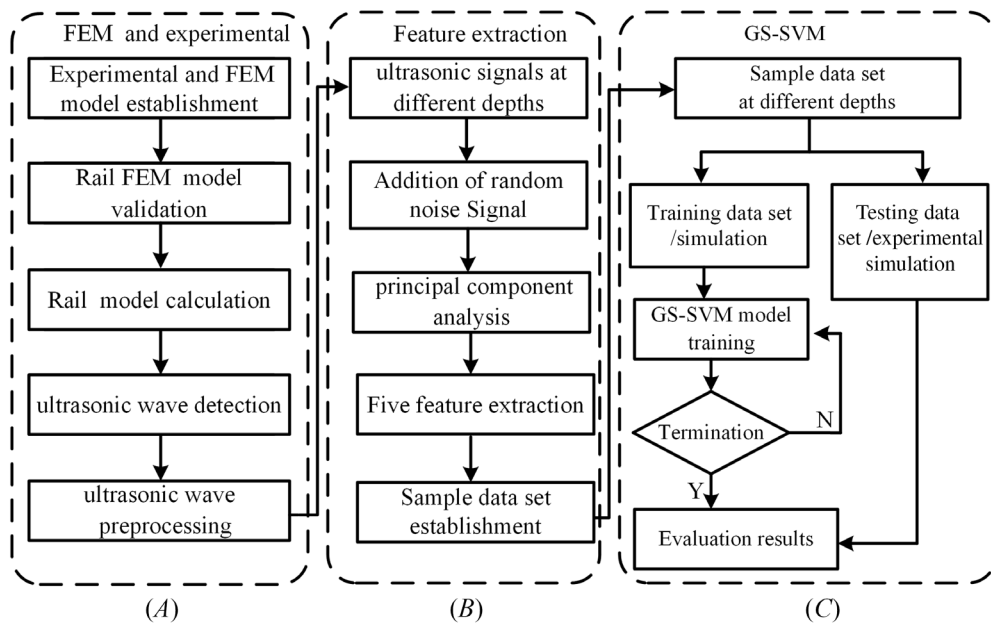 FEM and experimental
Experimental and FEM
model establishment
Rail FEM model
validation
Rail model calculation
ultrasonic wave detection
ultrasonic wave
preprocessing
(A)
Feature extraction
ultrasonic signals at
different depths
Addition of random
noise Signal
principal component
analysis
Five feature extraction
Sample data set
establishment
(B)
GS-SVM
Sample data set
at different depths
Training data set
/simulation
Testing data
set /experimental
simulation
GS-SVM model
training
Termination
N
Y
Evaluation results
(C)